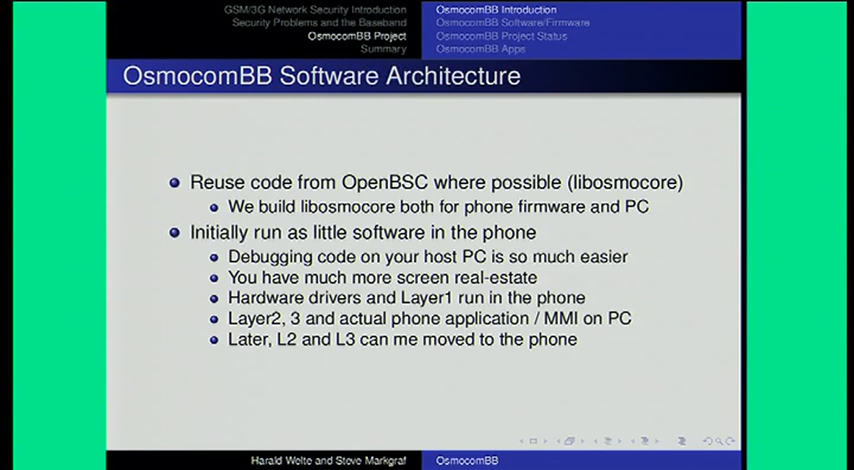 GSM/3G Network Security Introduction
Security Problems and the Baseband
OsmocomBB Project
Summary
OsmocomBB Introduction
OsmocomBB Software/Firmware
OsmocomBB Project Status
OsmocomBB Apps
OsmocomBB Software Architecture
Reuse code from OpenBSC where possible (libosmocore)
We build libosmocore both for phone firmware and PC
Initially run as little software in the phone
Debugging code on your host PC is so much easier
You have much more screen real-estate
Hardware drivers and Layer1 run in the phone
Layer2, 3 and actual phone application / MMI on PC
Later, L2 and L3 can me moved to the phone
Harald Welte and Steve Markgraf
OsmocomBB